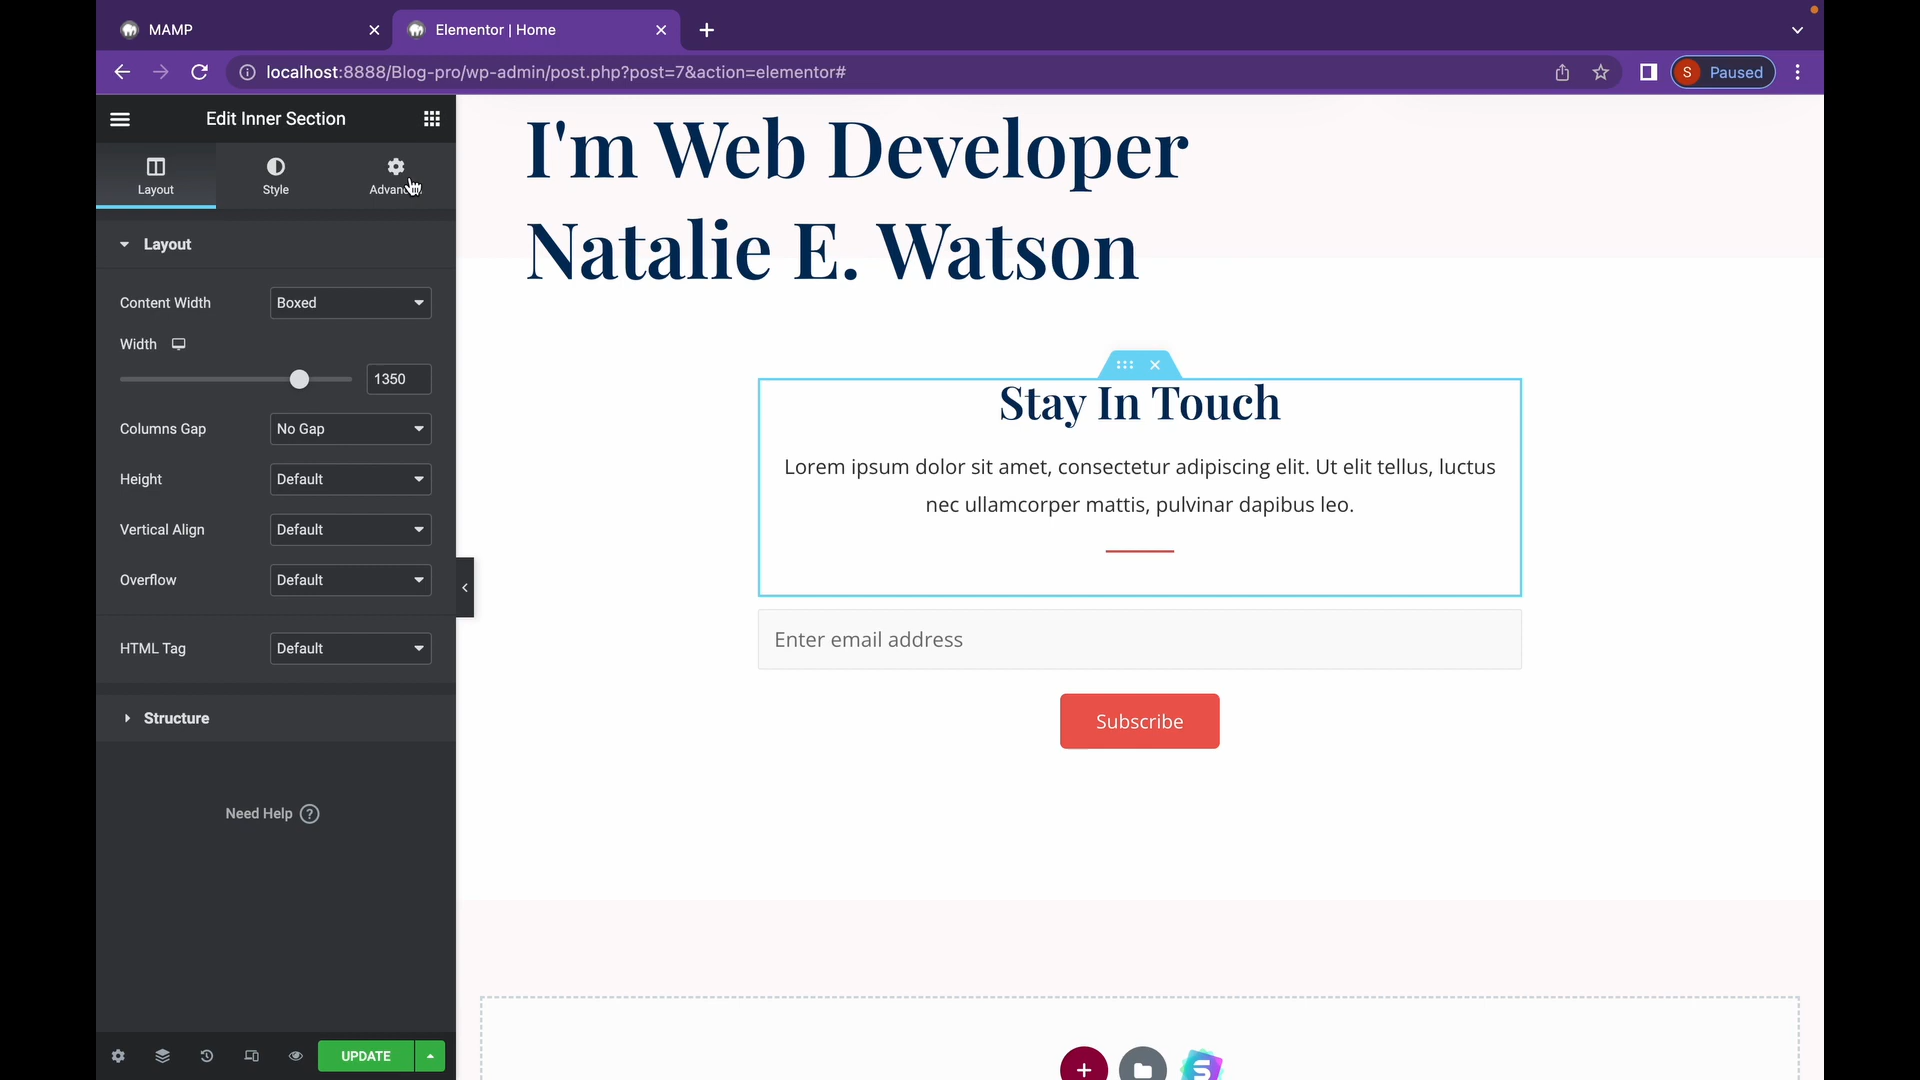 MAMP
Elementor | Home
localhost:8888/Blog-pro/wp-admin/post.php?post=7&action=elementor#
S
Paused
Edit Inner Section
Layout
Style
Layout
Content Width
Boxed
Width
1350
Columns Gap
No Gap
Height
Default
Vertical Align
Default
Overflow
Default
HTML Tag
Default
Structure
Need Help ?
UPDATE
I'm Web Developer
Natalie E. Watson
Stay In Touch
Lorem ipsum dolor sit amet, consectetur adipiscing elit. Ut elit tellus, luctus
nec ullamcorper mattis, pulvinar dapibus leo.
Enter email address
Subscribe